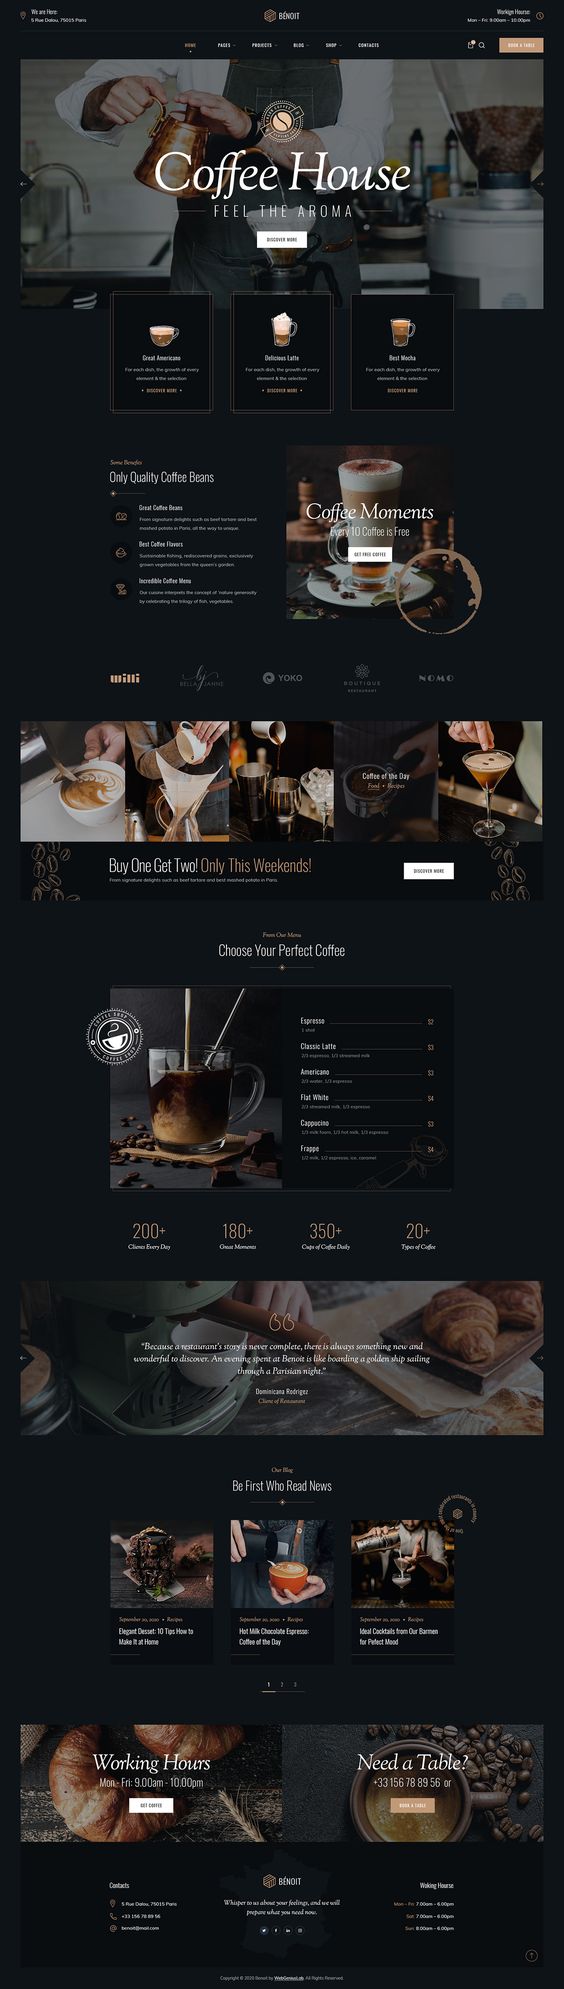 We are Here:
5 Rue Dalou, 75015 Paris
BÉNOIT
Workign Hourse:
Mon - Fri: 9.00am - 10.00pm
HOME
PAGES
PROJECTS
BLOG
SHOP
CONTACTS
BOOK A TABLE
Coffee House
FEEL THE AROMA
DISCOVER MORE
Great Americano
For each dish, the growth of every
element & the selection
DISCOVER MORE
Delicious Latte
For each dish, the growth of every
element & the selection
DISCOVER MORE
Best Mocha
For each dish, the growth of every
element & the selection
DISCOVER MORE
Some Benefits
Only Quality Coffee Beans
Great Coffee Beans
From signature delights such as beef tartare and best
mashed potato in Paris, all the way to unique.
Best Coffee Flavors
Sustainable fishing, rediscovered grains, exclusively
grown vegetables from the queen's garden.
Incredible Coffee Menu
Our cuisine interprets the concept of 'nature generosity
by celebrating the trilogy of fish, vegetables.
Coffee Moments
Every 10 Coffee is Free
GET FREE COFFEE
willi
by
BELLA JANNE
YOKO
BOUTIQUE
RESTAURANT
NOMO
Coffee of the Day
Food • Recipes
Buy One Get Two! Only This Weekends!
From signature delights such as beef tartare and best mashed potato in Paris.
DISCOVER MORE
From Our Menu
Choose Your Perfect Coffee
COFFEE SHOP
COFFEE SHOP
Espresso $2
1 shot
Classic Latte $3
2/3 espresso, 1/3 streamed milk
Americano $3
2/3 water, 1/3 espresso
Flat White $4
2/3 streamed milk, 1/3 espresso
Cappucino $3
1/3 milk foam, 1/3 hot milk, 1/3 espresso
Frappe $4
1/2 milk, 1/2 espresso, ice, caramel
200+
Clients Every Day
180+
Great Moments
350+
Cups of Coffee Daily
20+
Types of Coffee
"Because a restaurant's story is never complete, there is always something new and
wonderful to discover. An evening spent at Benoit is like boarding a golden ship sailing
through a Parisian night."
Dominicana Rodrigez
Client of Restaurant
Our Blog
Be First Who Read News
September 20, 2020 • Recipes
Elegant Desset: 10 Tips How to
Make It at Home
September 20, 2020 • Recipes
Hot Milk Chocolate Espresso:
Coffee of the Day
September 20, 2020 • Recipes
Ideal Cocktails from Our Barmen
for Pefect Mood
1 2 3
Working Hours
Mon - Fri: 9.00am - 10.00pm
GET COFFEE
Need a Table?
+33 156 78 89 56 or
BOOK A TABLE
Contacts
5 Rue Dalou, 75015 Paris
+33 156 78 89 56
benoit@mail.com
BÉNOIT
Whisper to us about your feelings, and we will
prepare what you need now.
Woking Hourse
Mon - Fri: 7.00am - 6.00pm
Sat: 7.00am - 6.00pm
Sun: 8.00am - 6.00pm
Copyright © 2020 Benoit by WebGeniusLab. All Rights Reserved.